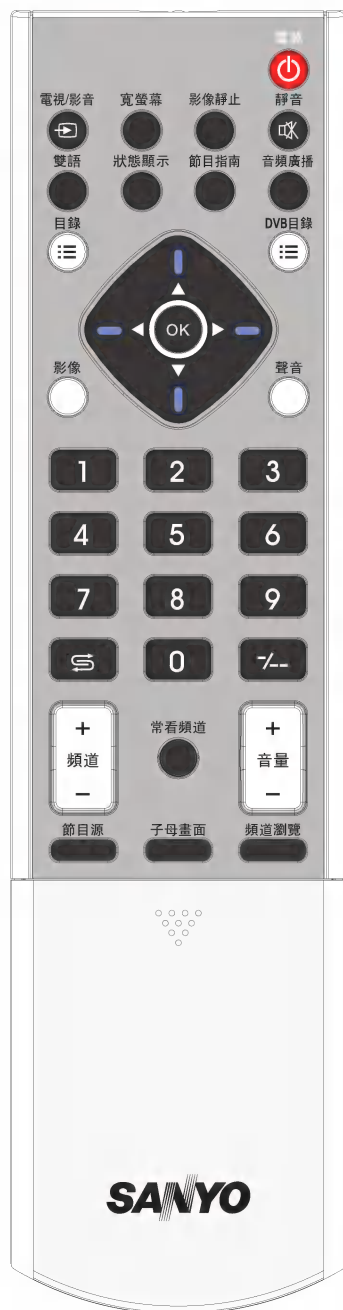 電視/影音 寬螢幕 影像靜止 靜音
雙語 狀態顯示 節目指南 音頻廣播
目錄 DVB目錄
OK
影像 聲音
1 2 3
4 5 6
7 8 9
0 -/--
+ 常看頻道 +
頻道 音量
− −
節目源 子母畫面 頻道瀏覽
SANYO